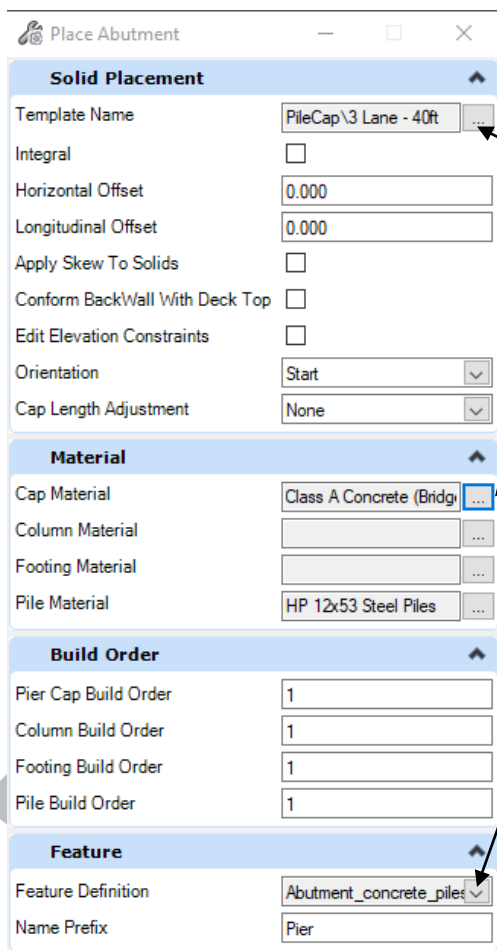 Place Abutment
Solid Placement
Template Name PileCap\3 Lane - 40ft ...
Integral
Horizontal Offset 0.000
Longitudinal Offset 0.000
Apply Skew To Solids
Conform BackWall With Deck Top
Edit Elevation Constraints
Orientation Start
Cap Length Adjustment None
Material
Cap Material Class A Concrete (Bridg ...
Column Material ...
Footing Material ...
Pile Material HP 12x53 Steel Piles ...
Build Order
Pier Cap Build Order 1
Column Build Order 1
Footing Build Order 1
Pile Build Order 1
Feature
Feature Definition Abutment_concrete_piles
Name Prefix Pier